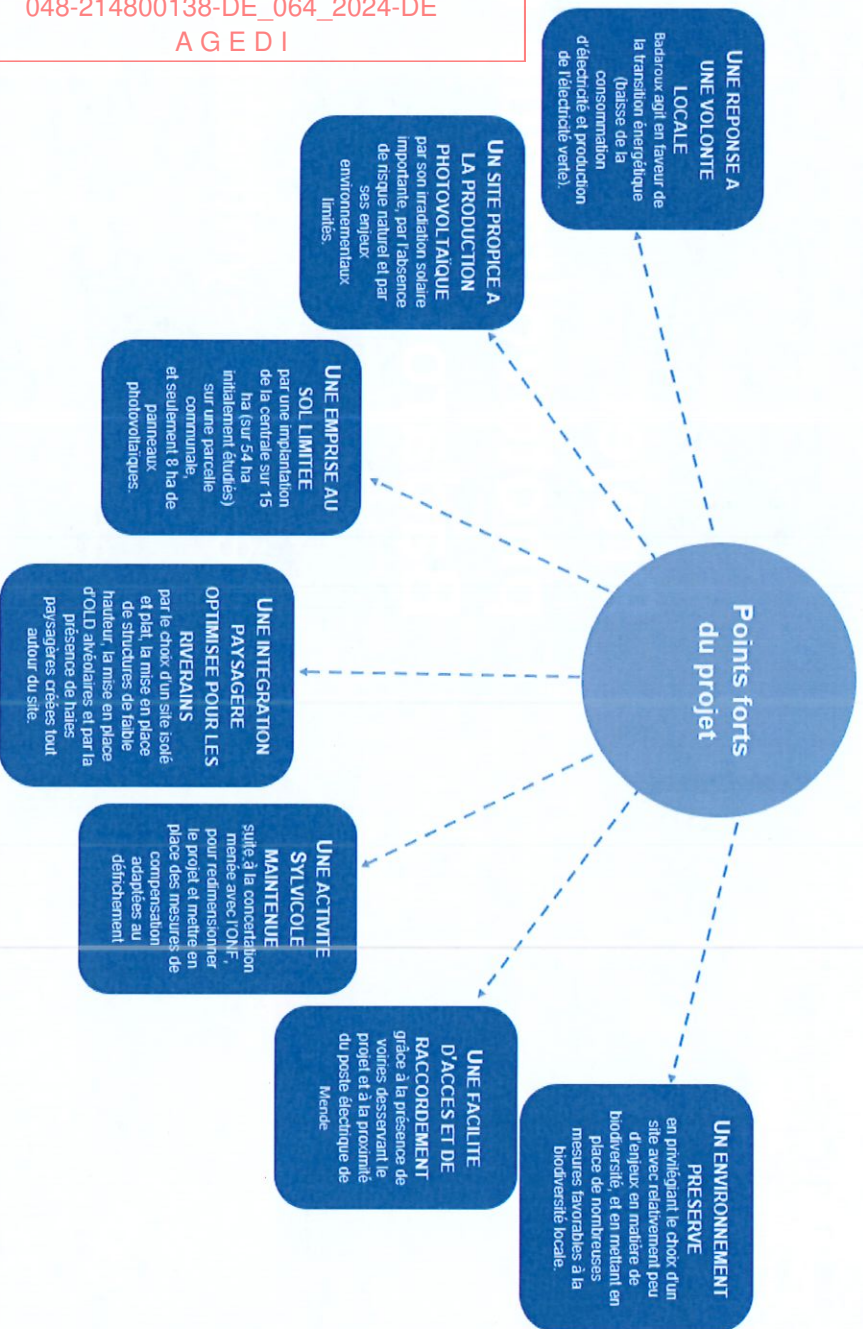 048-214800138-DE_064_2024-DE
A G E D I
Points forts
du projet
UNE REPONSE A
UNE VOLONTE
LOCALE
Badaroux agit en faveur de
la transition énergétique
(baisse de la
consommation
d'électricité et production
de l'électricité verte).
UN SITE PROPICE A
LA PRODUCTION
PHOTOVOLTAÏQUE
par son irradiation solaire
importante, par l'absence
de risque naturel et par
ses enjeux
environnementaux
limités.
UNE EMPRISE AU
SOL LIMITEE
par une implantation
de la centrale sur 15
ha (sur 54 ha
initialement étudiés)
sur une parcelle
communale,
et seulement 8 ha de
panneaux
photovoltaïques.
UNE INTEGRATION
PAYSAGERE
OPTIMISEE POUR LES
RIVERAINS
par le choix d'un site isolé
et plat, la mise en place
de structures de faible
hauteur, la mise en place
d'OLD alvéolaires et par la
présence de haies
paysagères créées tout
autour du site.
UNE ACTIVITE
SYLVICOLE
MAINTENUE
suite à la concertation
menée avec l'ONF,
pour redimensionner
le projet et mettre en
place des mesures de
compensation
adaptées au
défrichement
UNE FACILITE
D'ACCES ET DE
RACCORDEMENT
grâce à la présence de
voiries desservant le
projet et à la proximité
du poste électrique de
Mende
UN ENVIRONNEMENT
PRESERVE
en privilégiant le choix d'un
site avec relativement peu
d'enjeux en matière de
biodiversité, et en mettant en
place de nombreuses
mesures favorables à la
biodiversité locale.